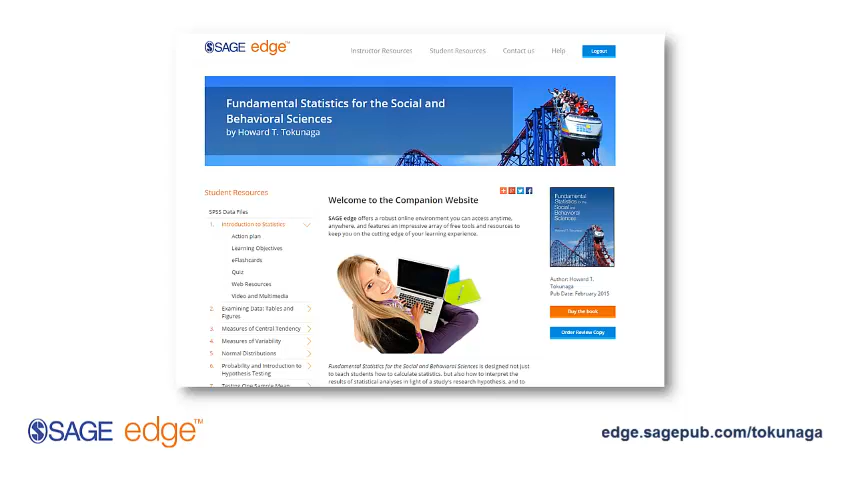 SAGE edge™
Instructor Resources
Student Resources
Contact us
Help
Logout
Fundamental Statistics for the Social and
Behavioral Sciences
by Howard T. Tokunaga
Student Resources
SPSS Data Files
1. Introduction to Statistics
Action plan
Learning Objectives
eFlashcards
Quiz
Web Resources
Video and Multimedia
2. Examining Data: Tables and
Figures
3. Measures of Central Tendency
4. Measures of Variability
5. Normal Distributions
6. Probability and Introduction to
Hypothesis Testing
7. Testing One Sample Mean
Welcome to the Companion Website
SAGE edge offers a robust online environment you can access anytime,
anywhere, and features an impressive array of free tools and resources to
keep you on the cutting edge of your learning experience.
Fundamental Statistics for the Social and Behavioral Sciences is designed not just
to teach students how to calculate statistics, but also how to interpret the
results of statistical analyses in light of a study's research hypothesis, and to
Fundamental
Statistics for the
Social and
Behavioral
Sciences
Author: Howard T.
Tokunaga
Pub Date: February 2015
Buy the book
Order Review Copy
SAGE edge™
edge.sagepub.com/tokunaga